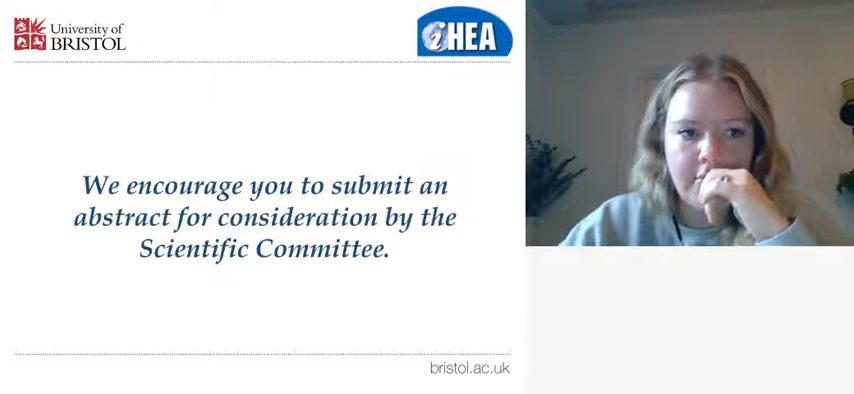 University of
BRISTOL
iHEA
We encourage you to submit an
abstract for consideration by the
Scientific Committee.
bristol.ac.uk